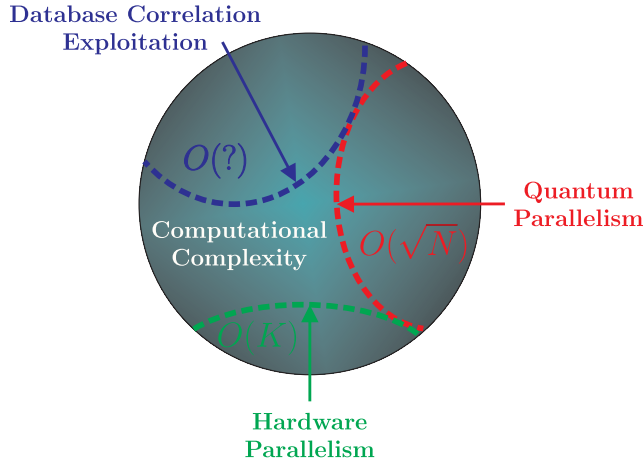 Database Correlation
Exploitation
O(?)
Quantum
Parallelism
Computational
Complexity
O(√N)
O(K)
Hardware
Parallelism